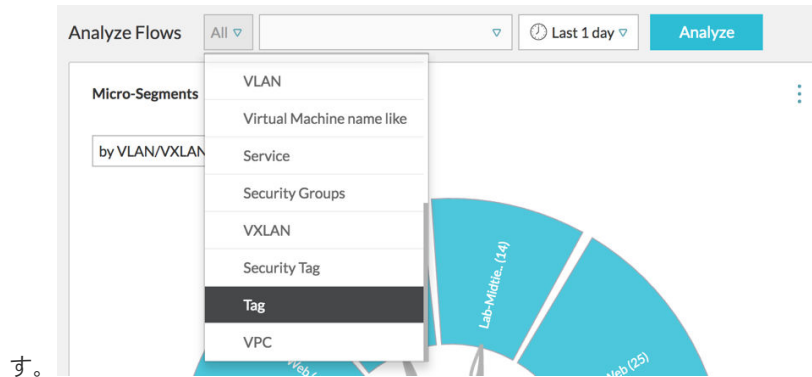 Analyze Flows All Last 1 day Analyze
Micro-Segments
by VLAN/VXLAN
VLAN
Virtual Machine name like
Service
Security Groups
VXLAN
Security Tag
Tag
VPC
Lab-Midtie.. (14)
Web (
Web (25)
す。